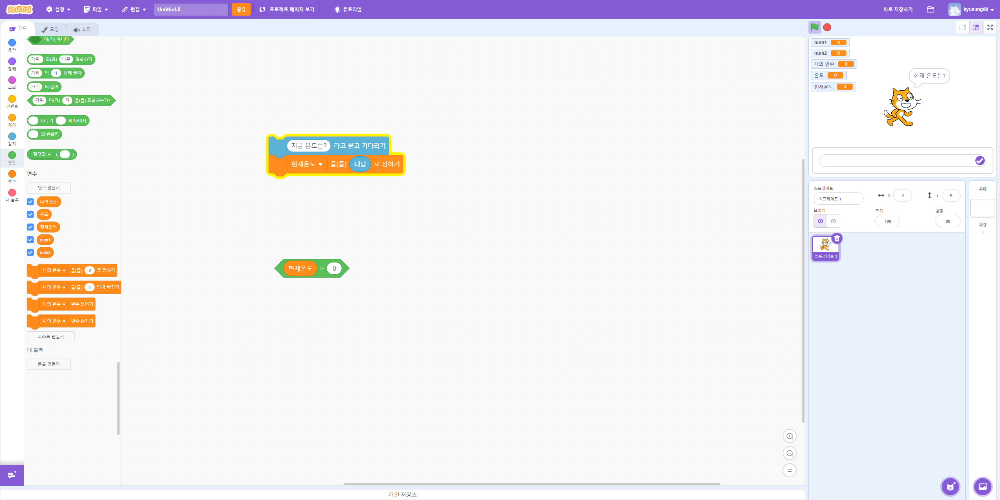 SCRATCH 설정 파일 편집 Untitled-8 공유 프로젝트 페이지 보기 튜토리얼 바로 저장하기 kyusung88
코드 모양 소리
동작
형태
소리
이벤트
제어
감지
연산
변수
내 블록
이(가) 아니다
가위 와(과) 나무 결합하기
가위 의 1 번째 글자
가위 의 길이
가위 이(가) 가 을(를) 포함하는가?
나누기 의 나머지
의 반올림
절댓값 ( )
변수
변수 만들기
나의 변수
온도
현재온도
num1
num2
나의 변수 을(를) 0 로 정하기
나의 변수 을(를) 1 만큼 바꾸기
나의 변수 변수 보이기
나의 변수 변수 숨기기
리스트 만들기
내 블록
블록 만들기
지금 온도는? 라고 묻고 기다리기
현재온도 을(를) 대답 로 정하기
현재온도 > 0
개인 저장소
num1 0
num2 0
나의 변수 0
온도 0
현재온도 0
현재 온도는?
스프라이트
스프라이트 1
x 0
y 0
보이기
크기
100
방향
90
스프라이트 1
무대
배경
1